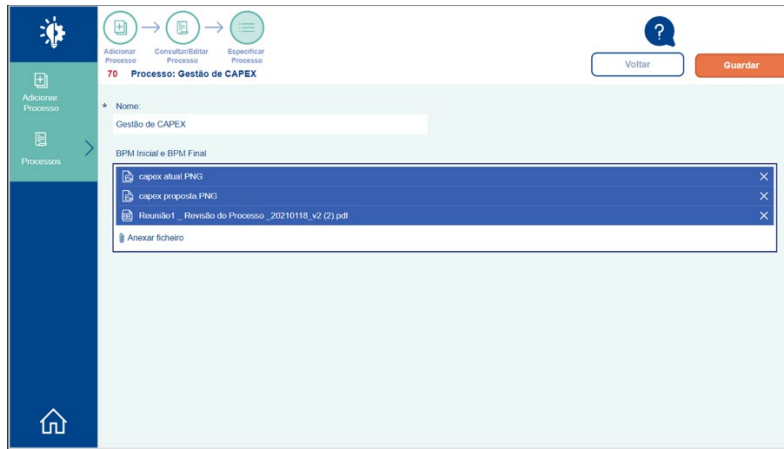 Adicionar Processo
Consultar/Editar Processo
Especificar Processo
70 Processo: Gestão de CAPEX
?
Voltar
Guardar
Adicionar
Processo
Processos
* Nome:
Gestão de CAPEX
BPM Inicial e BPM Final
capex atual.PNG
capex proposta.PNG
Reunião1 _ Revisão do Processo _20210118_v2 (2).pdf
Anexar ficheiro